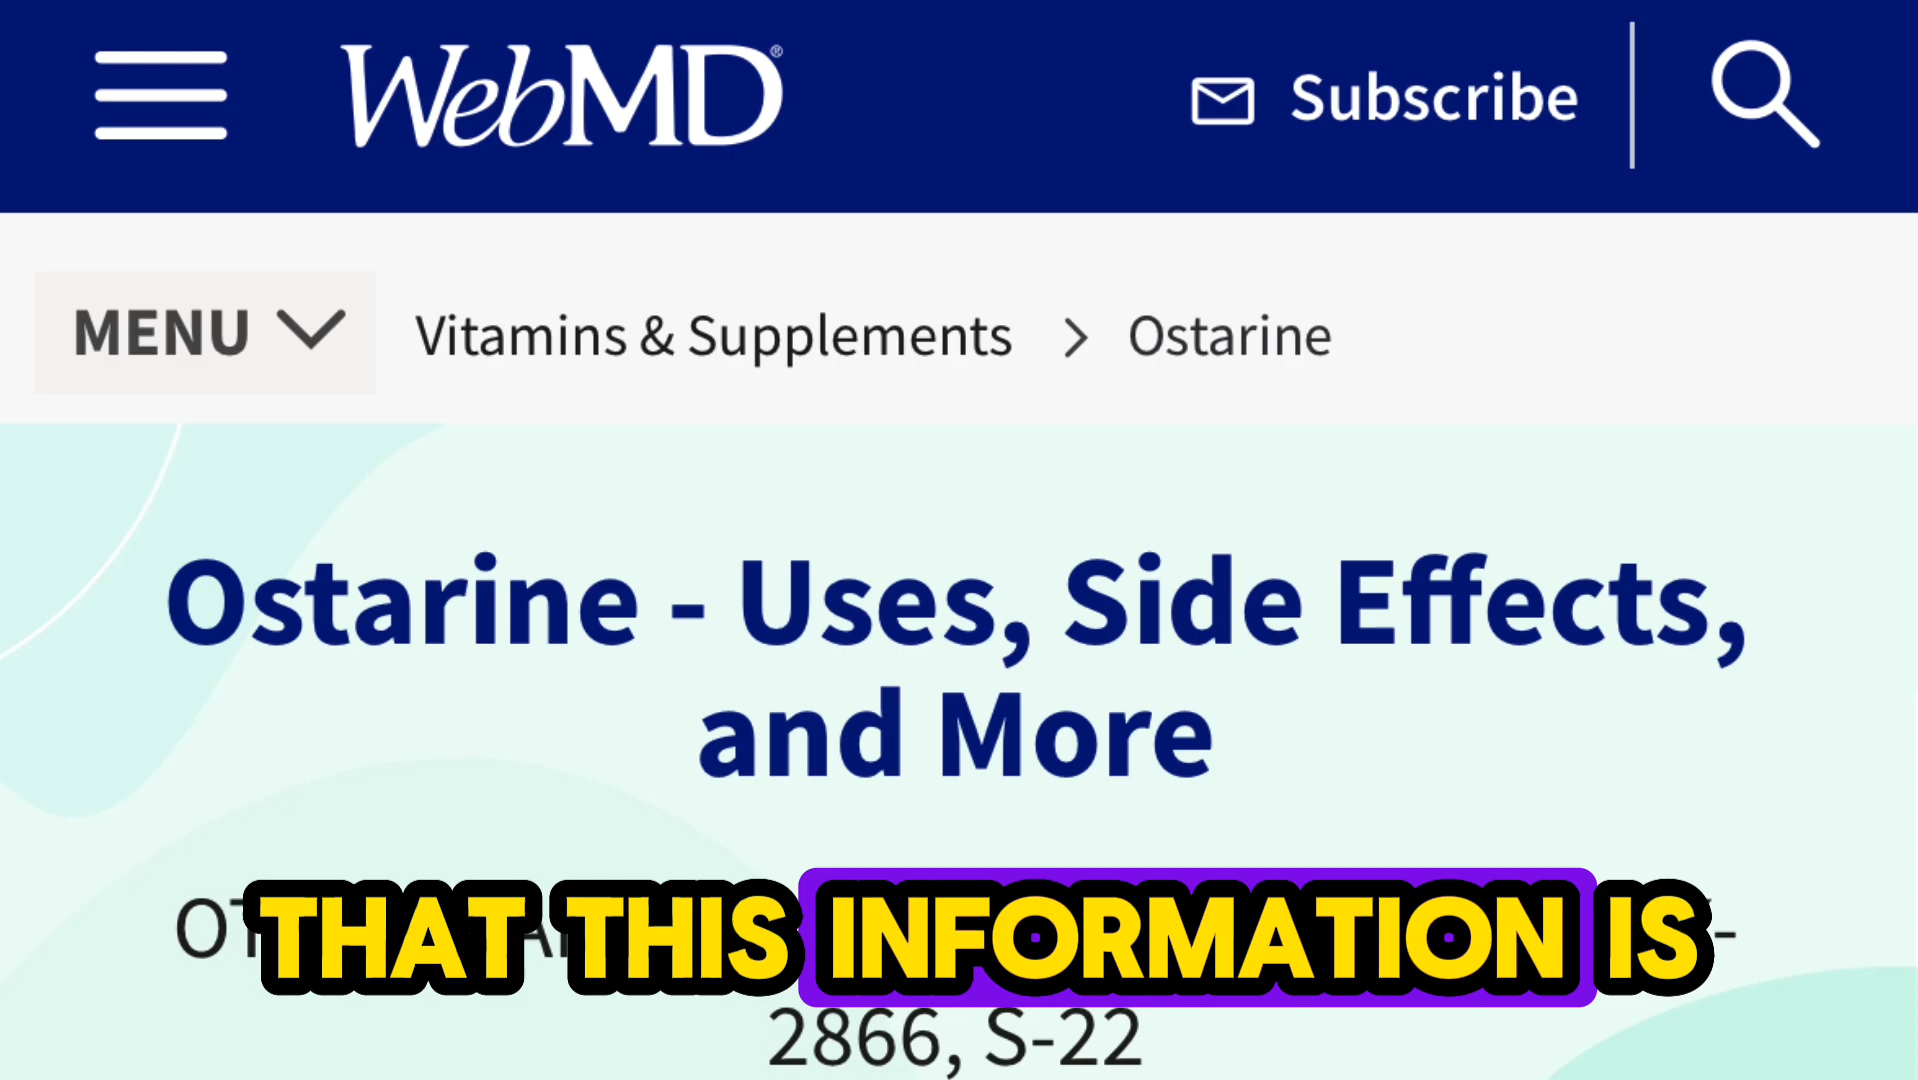 WebMD®
Subscribe
MENU
Vitamins & Supplements > Ostarine
Ostarine - Uses, Side Effects,
and More
THAT THIS INFORMATION IS
2866, S-22